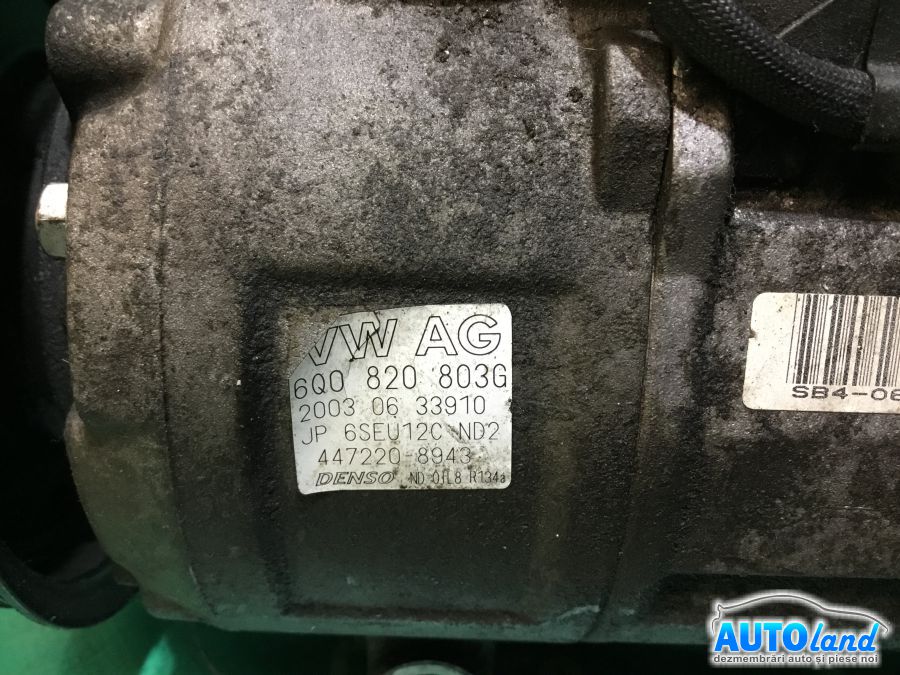 VW AG
6Q0 820 803G
2003 06 33910
JP 6SEU12C ND2
447220-8943
DENSO ND OIL8 R134a
SB4-06
AUTOland
dezmembrări auto și piese noi